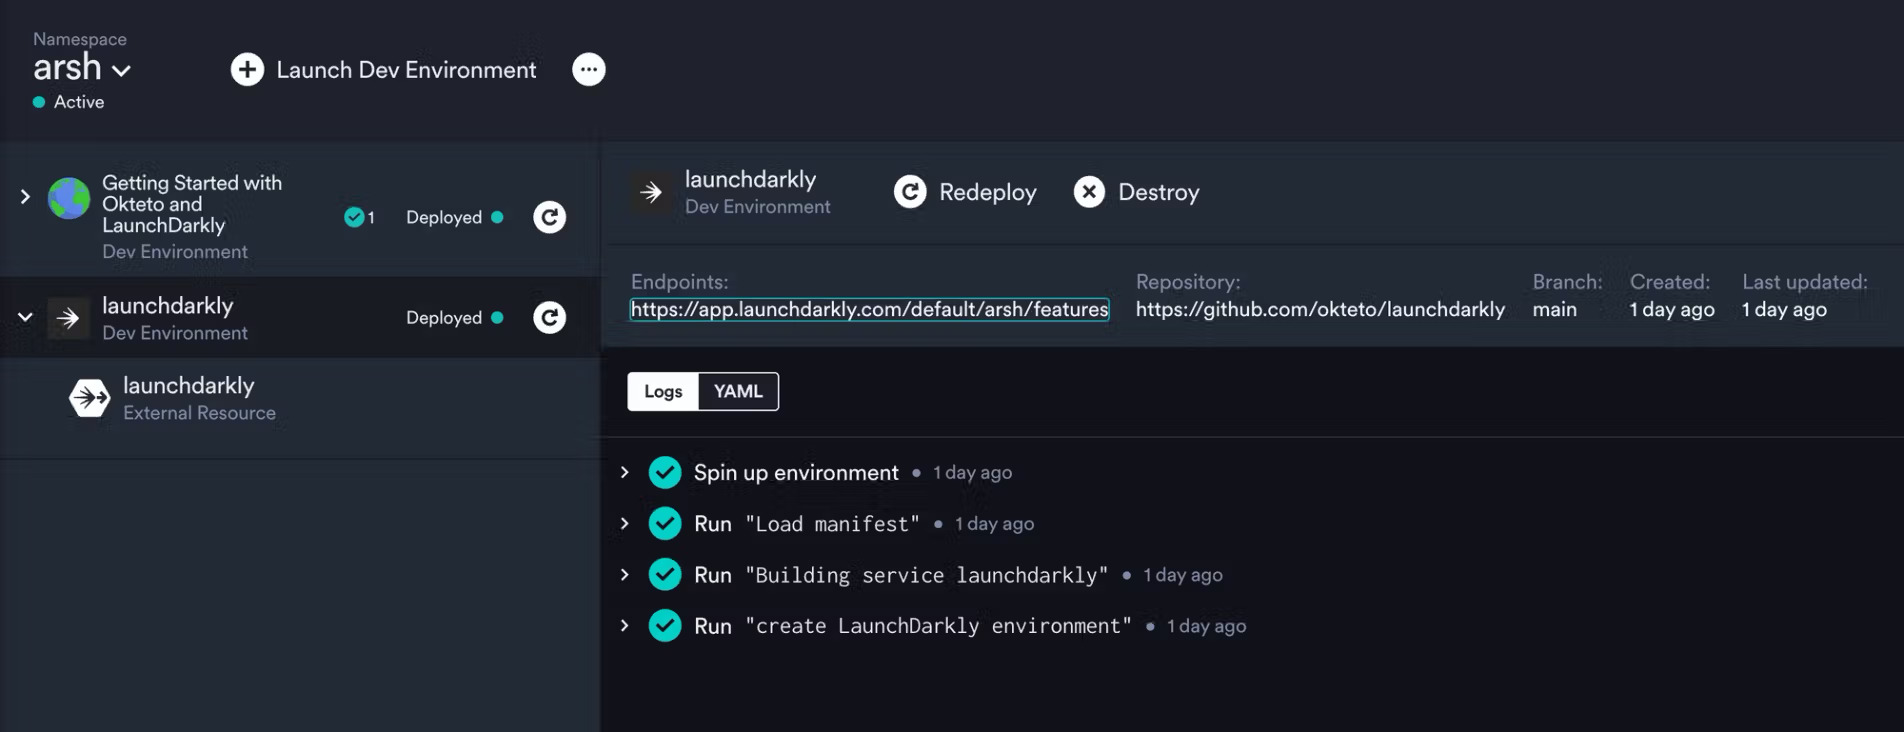 Namespace
arsh
Active
Launch Dev Environment
Getting Started with
Okteto and
LaunchDarkly
Dev Environment
1
Deployed
launchdarkly
Dev Environment
Deployed
launchdarkly
External Resource
launchdarkly
Dev Environment
Redeploy
Destroy
Endpoints:
https://app.launchdarkly.com/default/arsh/features
Repository:
https://github.com/okteto/launchdarkly
Branch:
main
Created:
1 day ago
Last updated:
1 day ago
Logs
YAML
Spin up environment • 1 day ago
Run "Load manifest" • 1 day ago
Run "Building service launchdarkly" • 1 day ago
Run "create LaunchDarkly environment" • 1 day ago